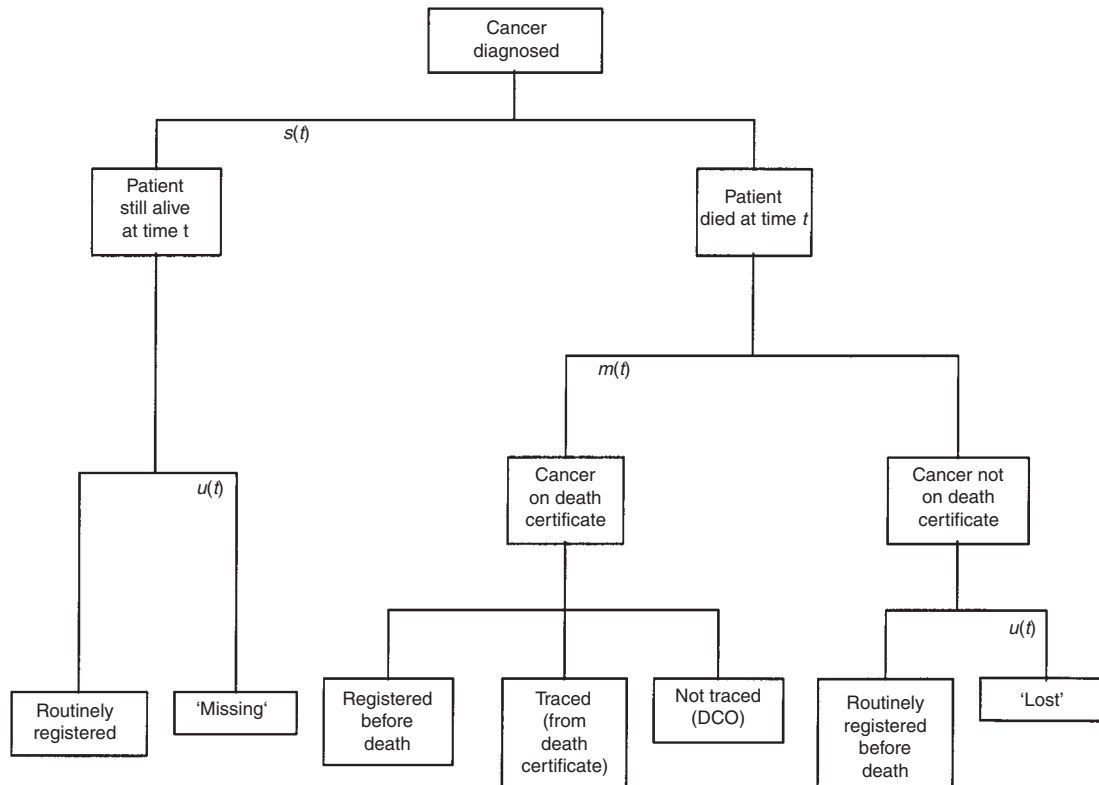 Cancer
diagnosed
s(t)
Patient
still alive
at time t
Patient
died at time t
m(t)
Cancer
on death
certificate
Cancer not
on death
certificate
u(t)
u(t)
Routinely
registered
‘Missing‘
Registered
before
death
Traced
(from
death
certificate)
Not traced
(DCO)
Routinely
registered
before
death
‘Lost’